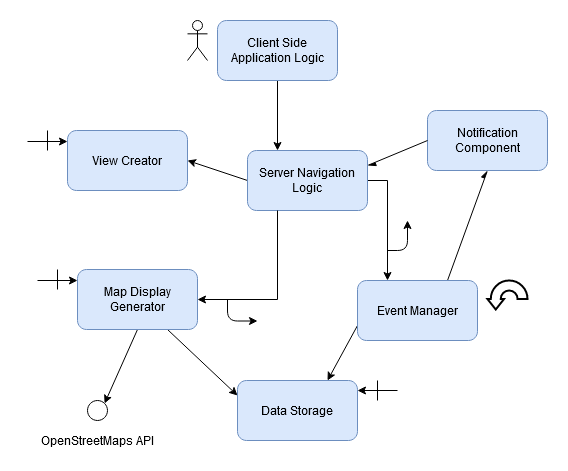 Client Side
Application Logic
Notification
Component
View Creator
Server Navigation
Logic
Map Display
Generator
Event Manager
Data Storage
OpenStreetMaps API